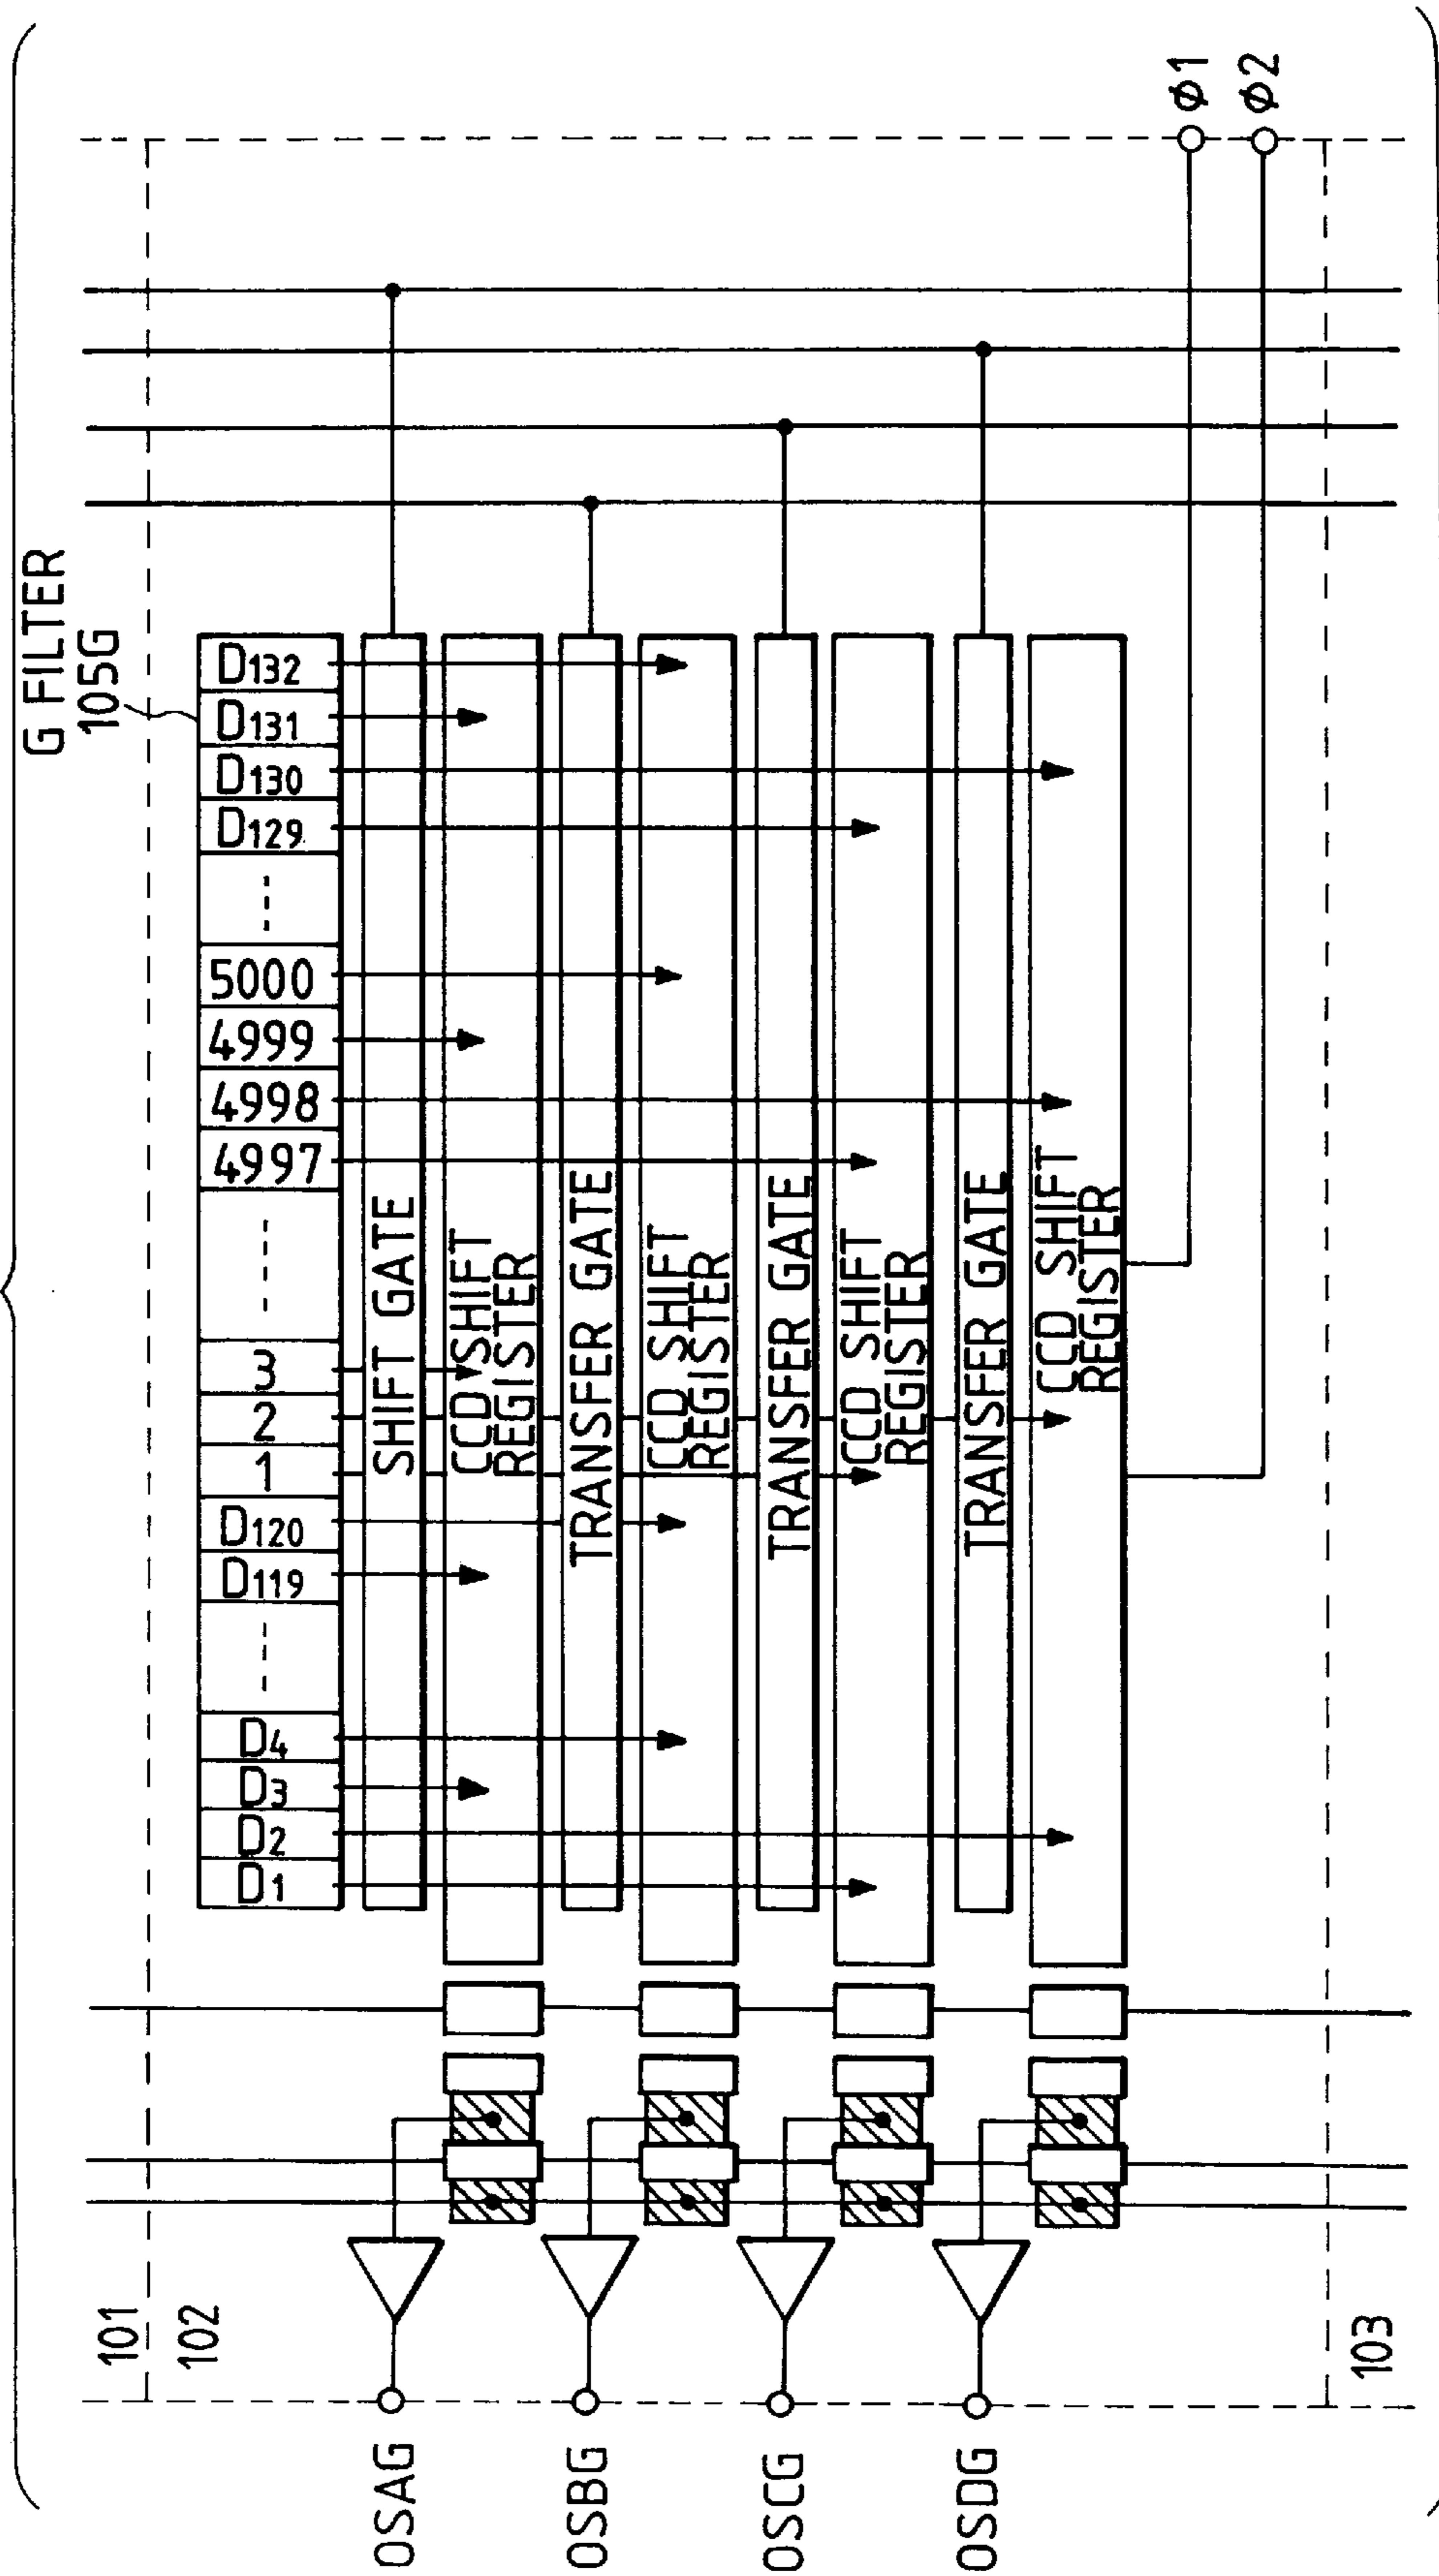 G FILTER
105G
101
102
103
D1
D2
D3
D4
D119
D120
1
2
3
4997
4998
4999
5000
D129
D130
D131
D132
SHIFT GATE
CCD SHIFT
REGISTER
TRANSFER GATE
CCD SHIFT
REGISTER
TRANSFER GATE
CCD SHIFT
REGISTER
TRANSFER GATE
CCD SHIFT
REGISTER
OSAG
OSBG
OSCG
OSDG
Φ1
Φ2